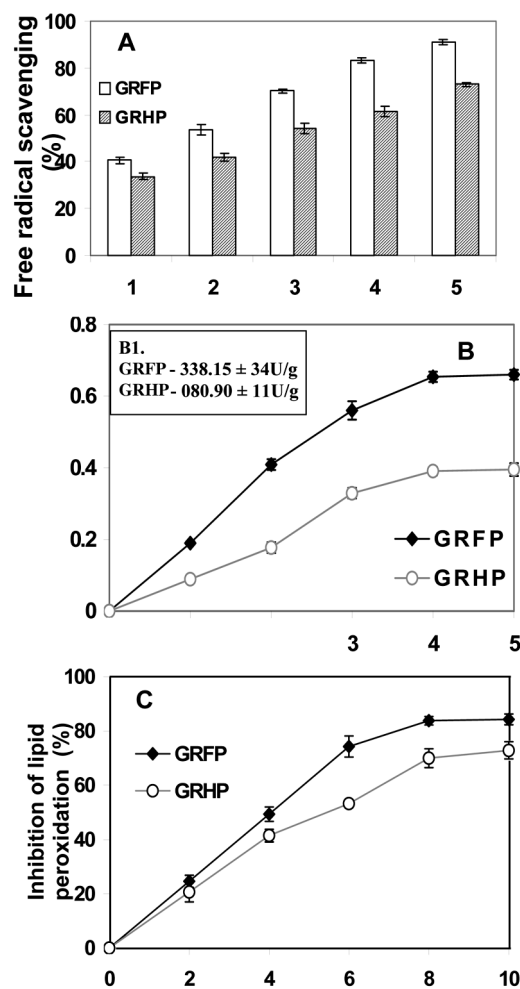 100
80
60
40
20
0
Free radical scavenging
(%)
A
GRFP
GRHP
1 2 3 4 5
0.8
0.6
0.4
0.2
0
B1.
GRFP - 338.15 ± 34U/g
GRHP - 080.90 ± 11U/g
B
GRFP
GRHP
3 4 5
100
80
60
40
20
0
Inhibition of lipid
peroxidation (%)
C
GRFP
GRHP
0 2 4 6 8 10